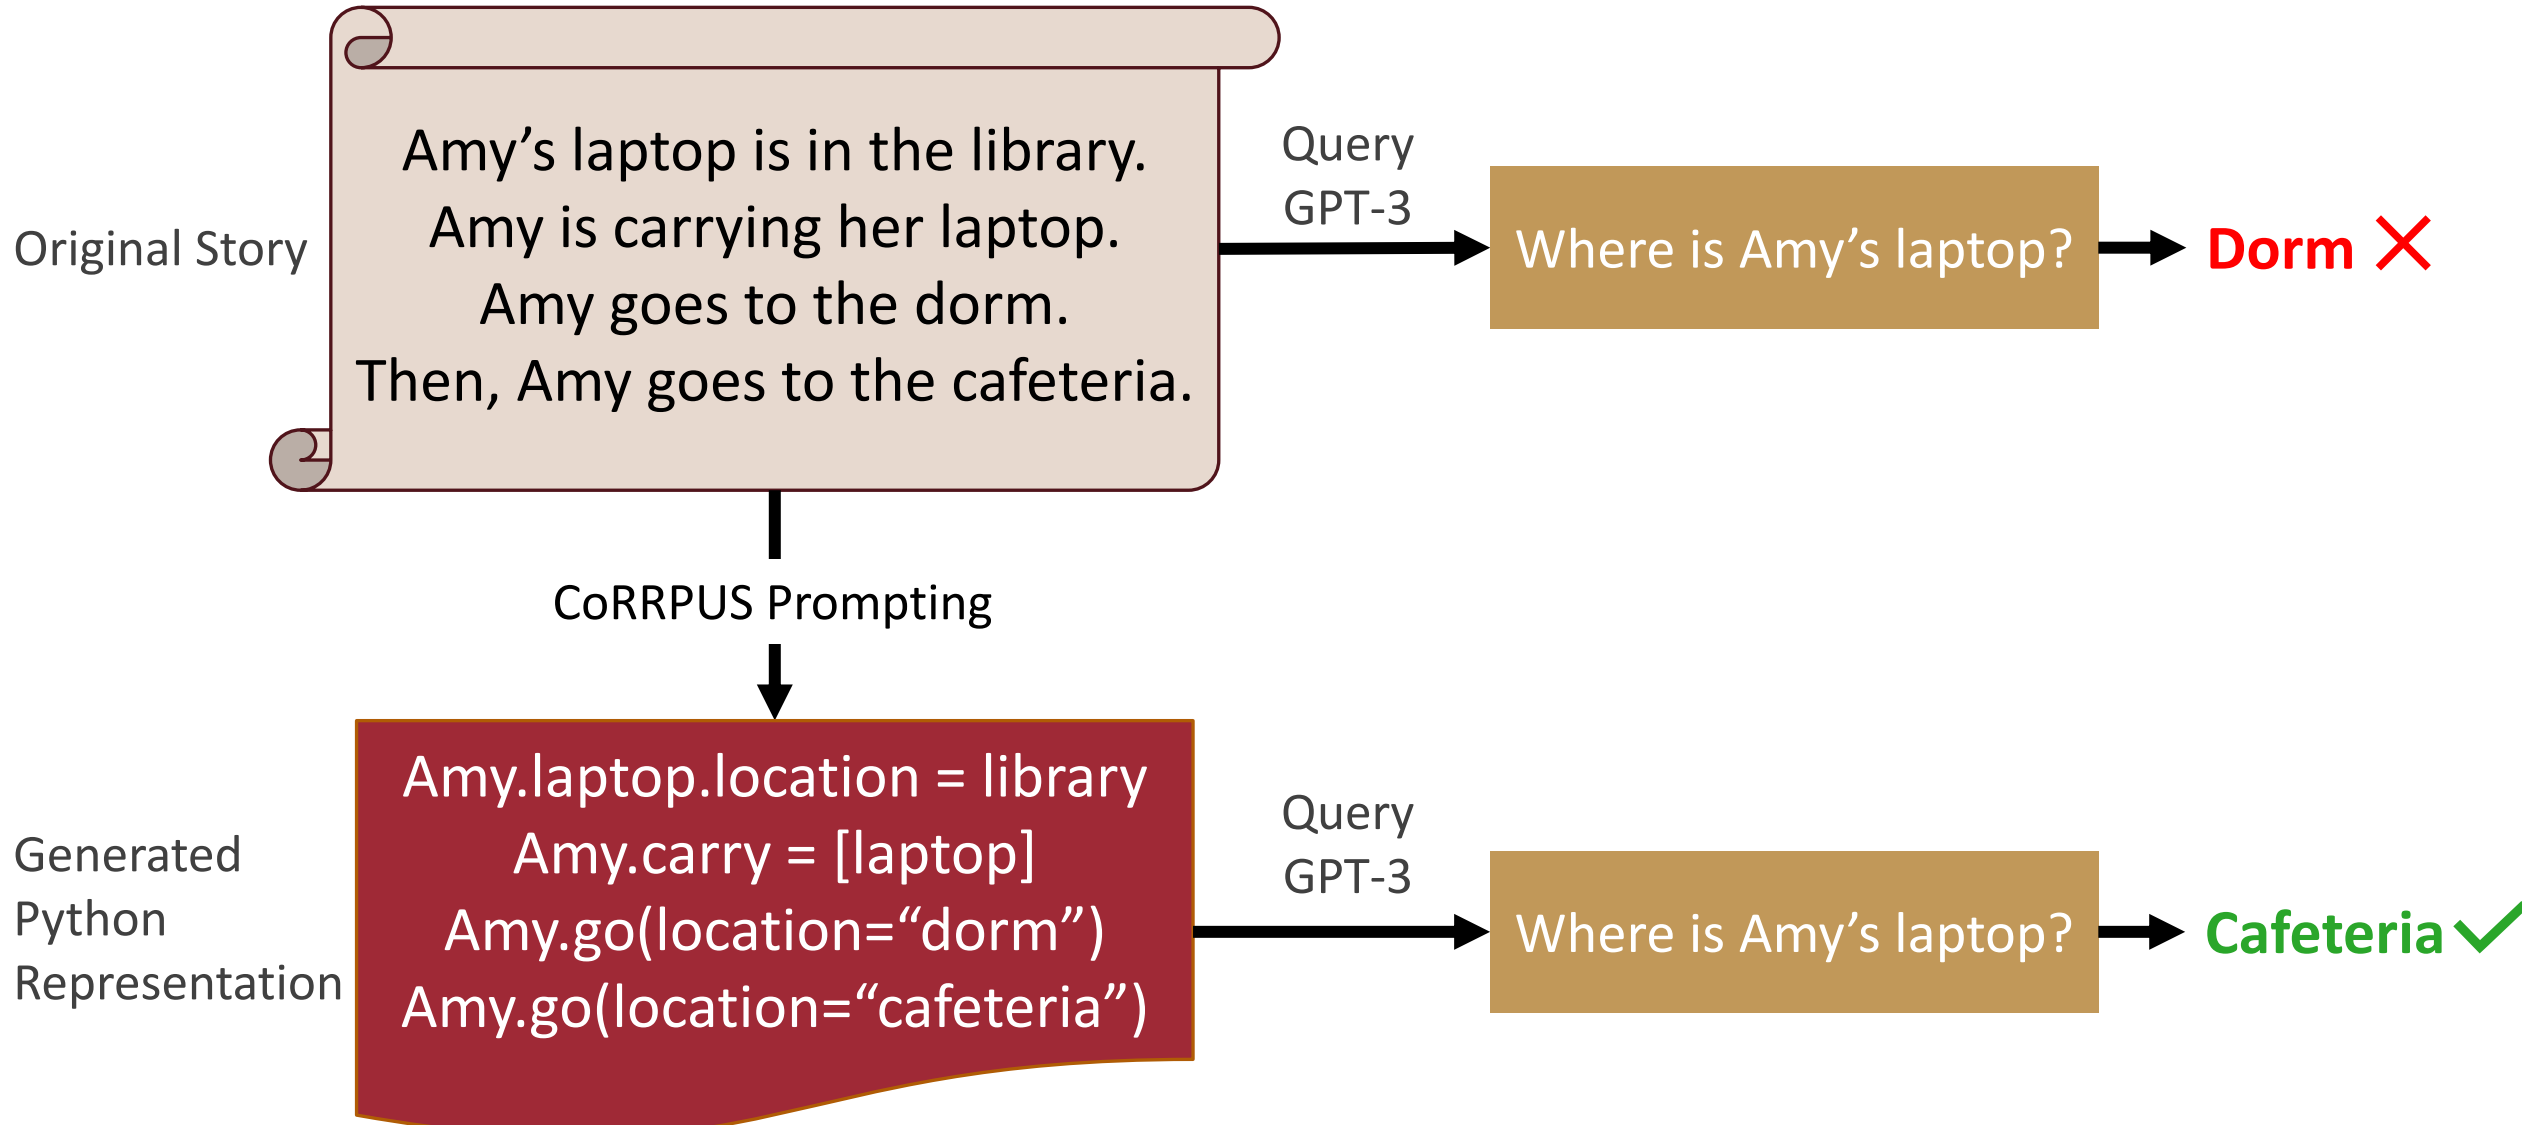 Original Story
Amy’s laptop is in the library.
Amy is carrying her laptop.
Amy goes to the dorm.
Then, Amy goes to the cafeteria.
Query
GPT-3
Where is Amy’s laptop?
Dorm
CoRRPUS Prompting
Generated
Python
Representation
Amy.laptop.location = library
Amy.carry = [laptop]
Amy.go(location=“dorm”)
Amy.go(location=“cafeteria”)
Query
GPT-3
Where is Amy’s laptop?
Cafeteria